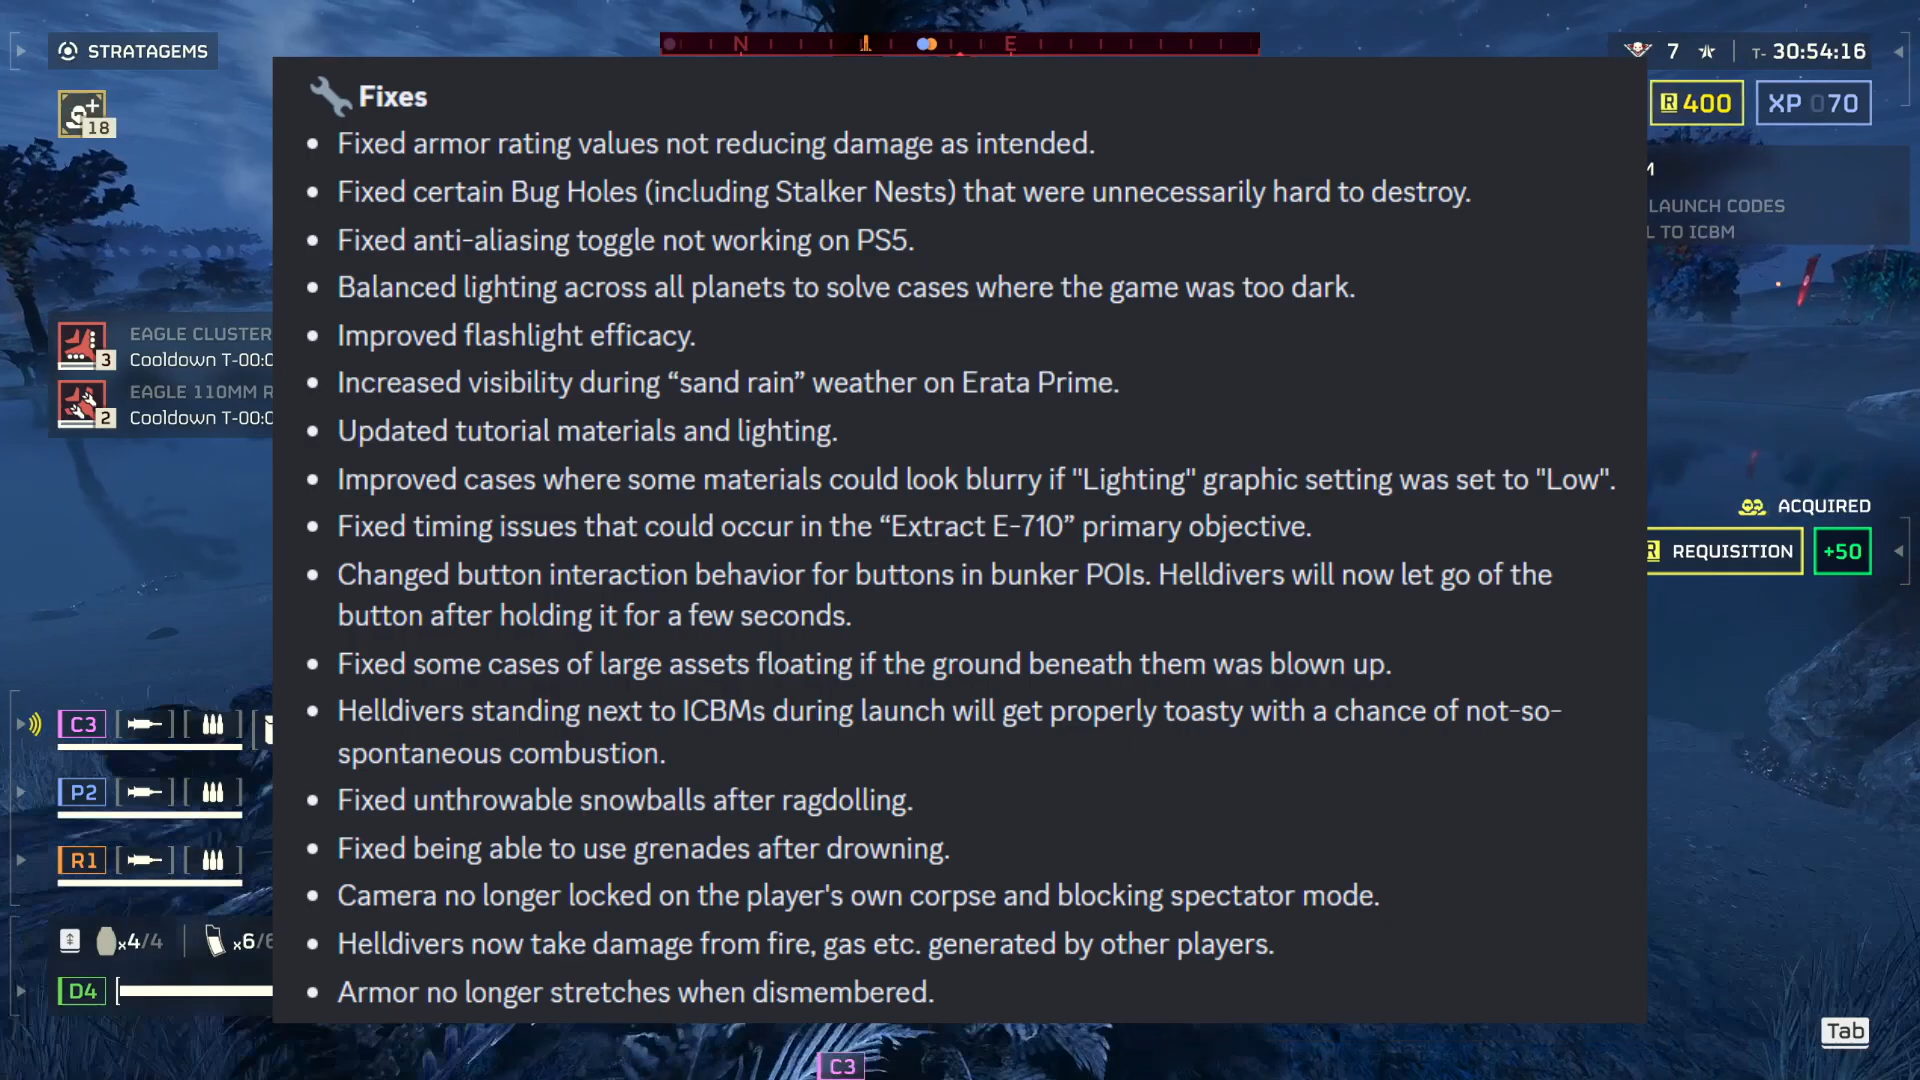 STRATAGEMS
N
E
7
T- 30:54:16
18
R 400
XP 070
Fixes
• Fixed armor rating values not reducing damage as intended.
• Fixed certain Bug Holes (including Stalker Nests) that were unnecessarily hard to destroy.
LAUNCH CODES
L TO ICBM
• Fixed anti-aliasing toggle not working on PS5.
• Balanced lighting across all planets to solve cases where the game was too dark.
EAGLE CLUSTER
3
Cooldown T-00:0
• Improved flashlight efficacy.
EAGLE 110MM R
2
Cooldown T-00:0
• Increased visibility during “sand rain” weather on Erata Prime.
• Updated tutorial materials and lighting.
• Improved cases where some materials could look blurry if "Lighting" graphic setting was set to "Low".
ACQUIRED
• Fixed timing issues that could occur in the “Extract E-710” primary objective.
R REQUISITION
+50
• Changed button interaction behavior for buttons in bunker POIs. Helldivers will now let go of the
button after holding it for a few seconds.
• Fixed some cases of large assets floating if the ground beneath them was blown up.
• Helldivers standing next to ICBMs during launch will get properly toasty with a chance of not-so-
spontaneous combustion.
C3
P2
• Fixed unthrowable snowballs after ragdolling.
• Fixed being able to use grenades after drowning.
R1
• Camera no longer locked on the player's own corpse and blocking spectator mode.
• Helldivers now take damage from fire, gas etc. generated by other players.
x4/4
x6/6
• Armor no longer stretches when dismembered.
D4
Tab
C3